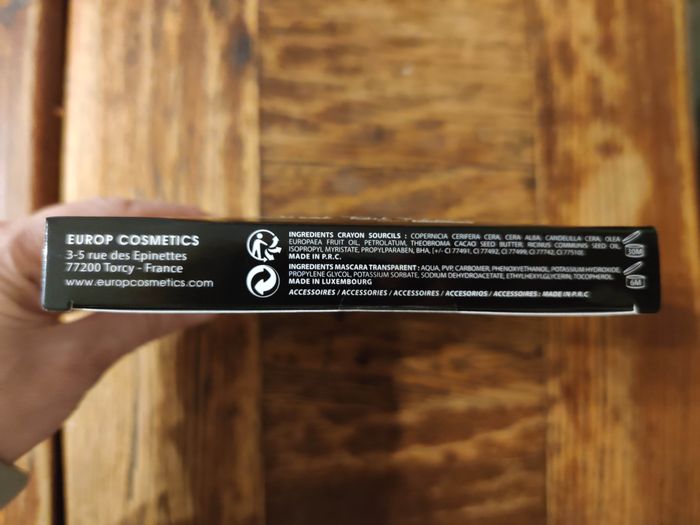 EUROP COSMETICS
3-5 rue des Epinettes
77200 Torcy - France
www.europcosmetics.com
INGREDIENTS CRAYON SOURCILS : COPERNICIA CERIFERA CERA, CERA ALBA, CANDELILLA CERA, OLEA
EUROPAEA FRUIT OIL, PETROLATUM, THEOBROMA CACAO SEED BUTTER, RICINUS COMMUNIS SEED OIL,
ISOPROPYL MYRISTATE, PROPYLPARABEN, BHA, [+/- CI 77491, CI 77492, CI 77499, CI 77742, CI 77510].
MADE IN P.R.C.
30M
INGREDIENTS MASCARA TRANSPARENT : AQUA, PVP, CARBOMER, PHENOXYETHANOL, POTASSIUM HYDROXIDE,
PROPYLENE GLYCOL, POTASSIUM SORBATE, SODIUM DEHYDROACETATE, ETHYLHEXYLGLYCERIN, TOCOPHEROL.
MADE IN LUXEMBOURG
6M
ACCESSOIRES / ACCESSORIES / ACCESSOIRES / ACCESORIOS / ACCESSOIRES : MADE IN P.R.C